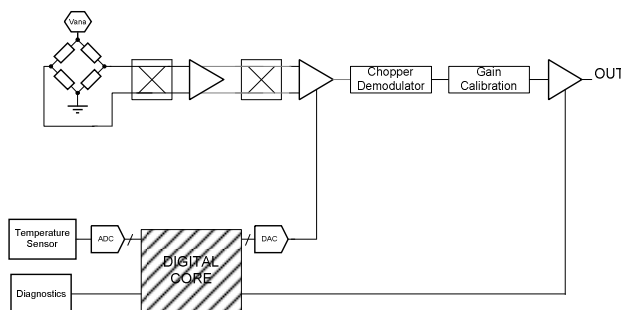 Vana
Chopper
Demodulator
Gain
Calibration
OUT
Temperature
Sensor
ADC
DIGITAL
CORE
DAC
Diagnostics